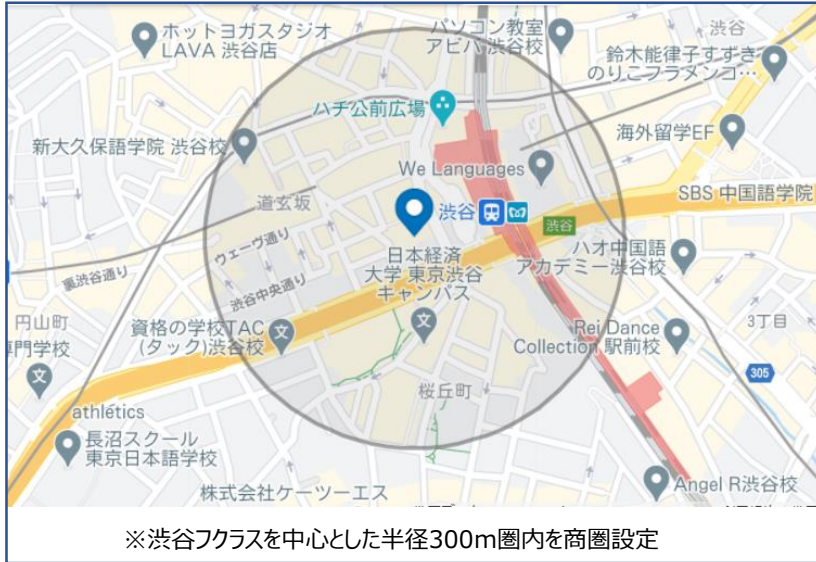 ホットヨガスタジオ
LAVA 渋谷店
パソコン教室
アビバ 渋谷校
渋谷
鈴木能律子すずき
のりこフラメンコ…
ハチ公前広場
新大久保語学院 渋谷校
海外留学EF
We Languages
SBS 中国語学院
道玄坂
渋谷
渋谷
ウェーヴ通り
日本経済
大学 東京渋谷
キャンパス
ハオ中国語
アカデミー渋谷校
裏渋谷通り
渋谷中央通り
円山町
資格の学校TAC
(タック)渋谷校
Rei Dance
Collection 駅前校
3丁目
専門学校
文
文
文
305
桜丘町
athletics
長沼スクール
東京日本語学校
株式会社ケーツーエス
Angel R渋谷校
※渋谷フクラスを中心とした半径300m圏内を商圏設定